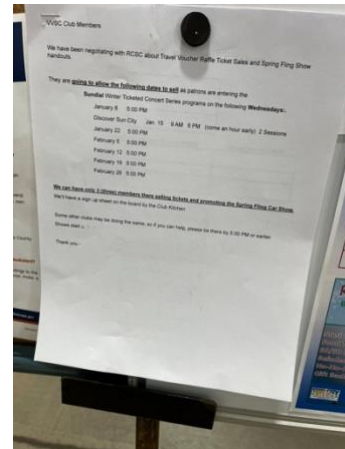 VVSC Club Members
We have been negotiating with RCSC about Travel Voucher Raffle Ticket Sales and Spring Fling Show
handouts.
They are going to allow the following dates to sell as patrons are entering the
Sundial Winter Ticketed Concert Series programs on the following Wednesdays:.
January 8 5:00 PM
Discover Sun City Jan. 15 9 AM 6 PM (come an hour early) 2 Sessions
January 22 5:00 PM
February 5 5:00 PM
February 12 5:00 PM
February 19 5:00 PM
February 26 5:00 PM
We can have only 3 (three) members there selling tickets and promoting the Spring Fling Car Show.
We'll have a sign up sheet on the board by the Club Kitchen
Some other clubs may be doing the same, so if you can help, please be there by 5:00 PM or earlier.
Shows start
Thank you